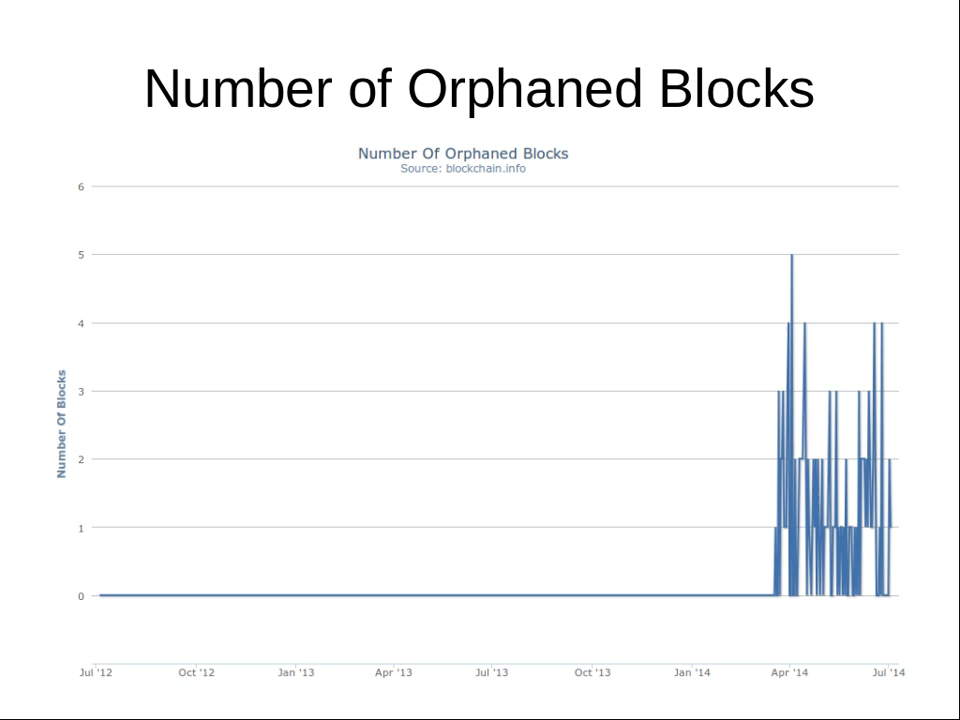 Number of Orphaned Blocks
Number Of Orphaned Blocks
Source: blockchain.info
6
5
4
3
2
1
0
Number Of Blocks
Jul '12 Oct '12 Jan '13 Apr '13 Jul '13 Oct '13 Jan '14 Apr '14 Jul '14